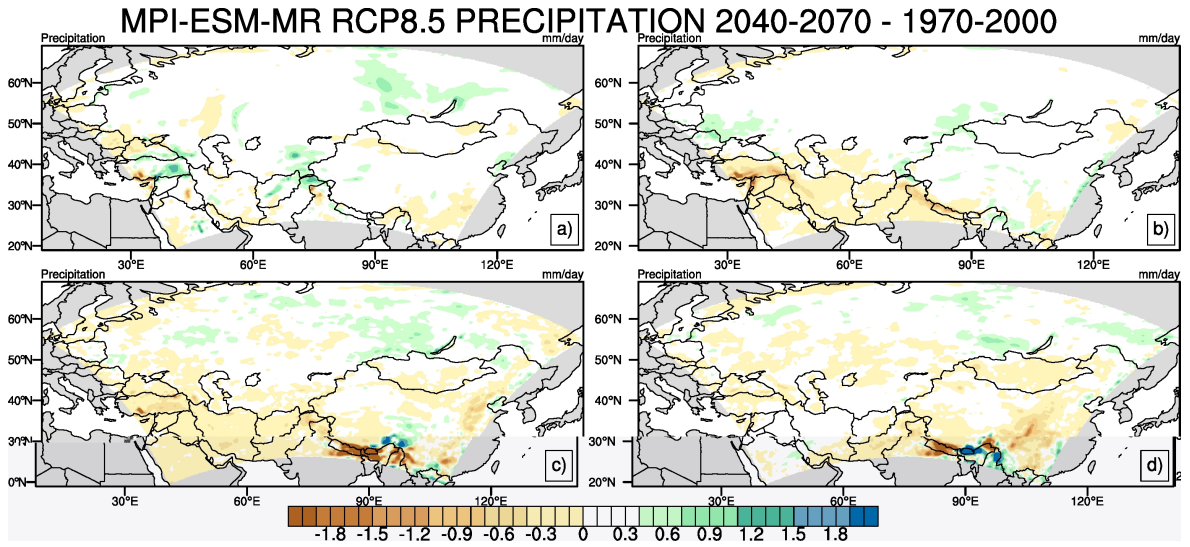 MPI-ESM-MR RCP8.5 PRECIPITATION 2040-2070 - 1970-2000
Precipitation mm/day Precipitation mm/day
60°N 60°N
50°N 50°N
40°N 40°N
30°N 30°N
20°N a) 20°N b)
30°E 60°E 90°E 120°E 30°E 60°E 90°E 120°E
Precipitation mm/day Precipitation mm/day
60°N 60°N
50°N 50°N
40°N 40°N
30°N 30°N
20°N c) 20°N d)
30°E 60°E 90°E 120°E 30°E 60°E 90°E 120°E
-1.8 -1.5 -1.2 -0.9 -0.6 -0.3 0 0.3 0.6 0.9 1.2 1.5 1.8